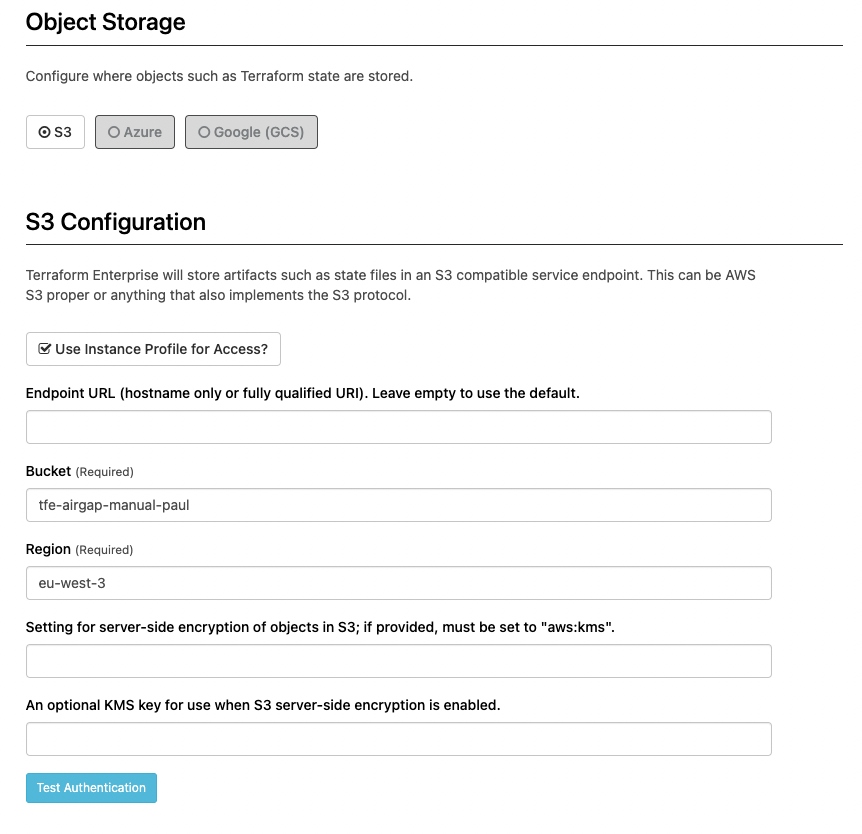 Object Storage
Configure where objects such as Terraform state are stored.
S3 Azure Google (GCS)
S3 Configuration
Terraform Enterprise will store artifacts such as state files in an S3 compatible service endpoint. This can be AWS
S3 proper or anything that also implements the S3 protocol.
Use Instance Profile for Access?
Endpoint URL (hostname only or fully qualified URI). Leave empty to use the default.
Bucket (Required)
tfe-airgap-manual-paul
Region (Required)
eu-west-3
Setting for server-side encryption of objects in S3; if provided, must be set to "aws:kms".
An optional KMS key for use when S3 server-side encryption is enabled.
Test Authentication